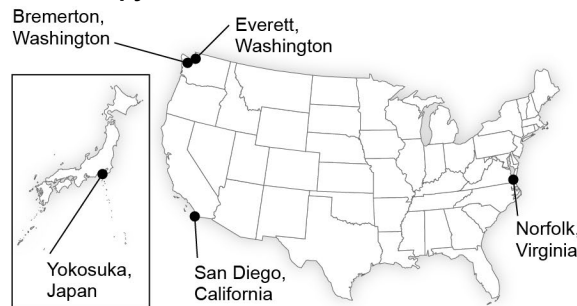 Bremerton,
Washington
Everett,
Washington
Yokosuka,
Japan
San Diego,
California
Norfolk,
Virginia